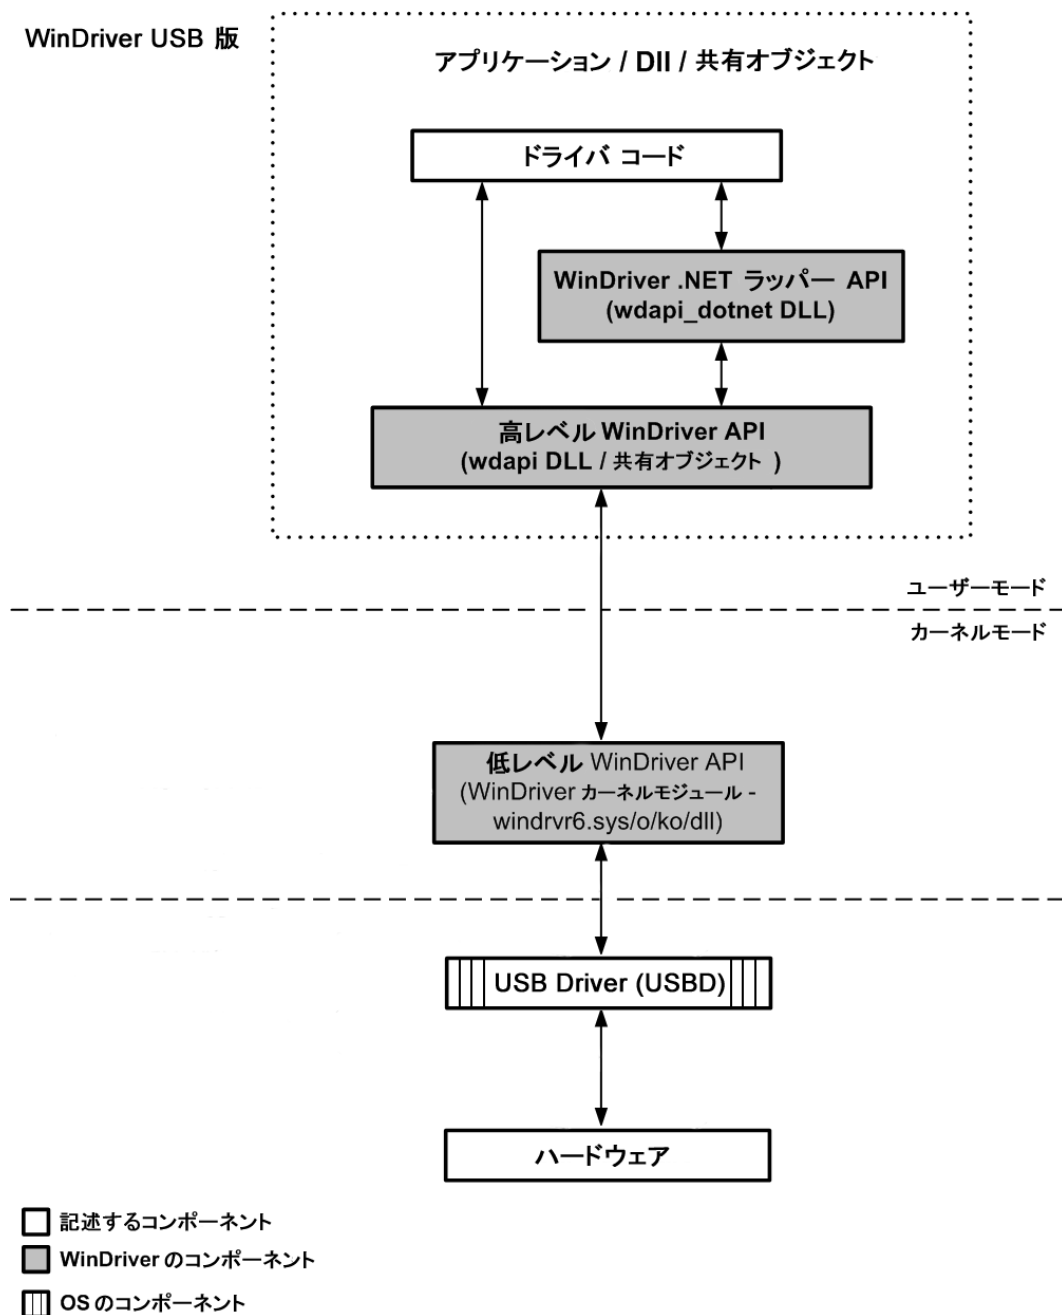 WinDriver USB 版
アプリケーション / Dll / 共有オブジェクト
ドライバ コード
WinDriver .NET ラッパー API
(wdapi_dotnet DLL)
高レベル WinDriver API
(wdapi DLL / 共有オブジェクト )
ユーザーモード
カーネルモード
低レベル WinDriver API
(WinDriver カーネルモジュール -
windrvr6.sys/o/ko/dll)
USB Driver (USBD)
ハードウェア
記述するコンポーネント
WinDriver のコンポーネント
OS のコンポーネント